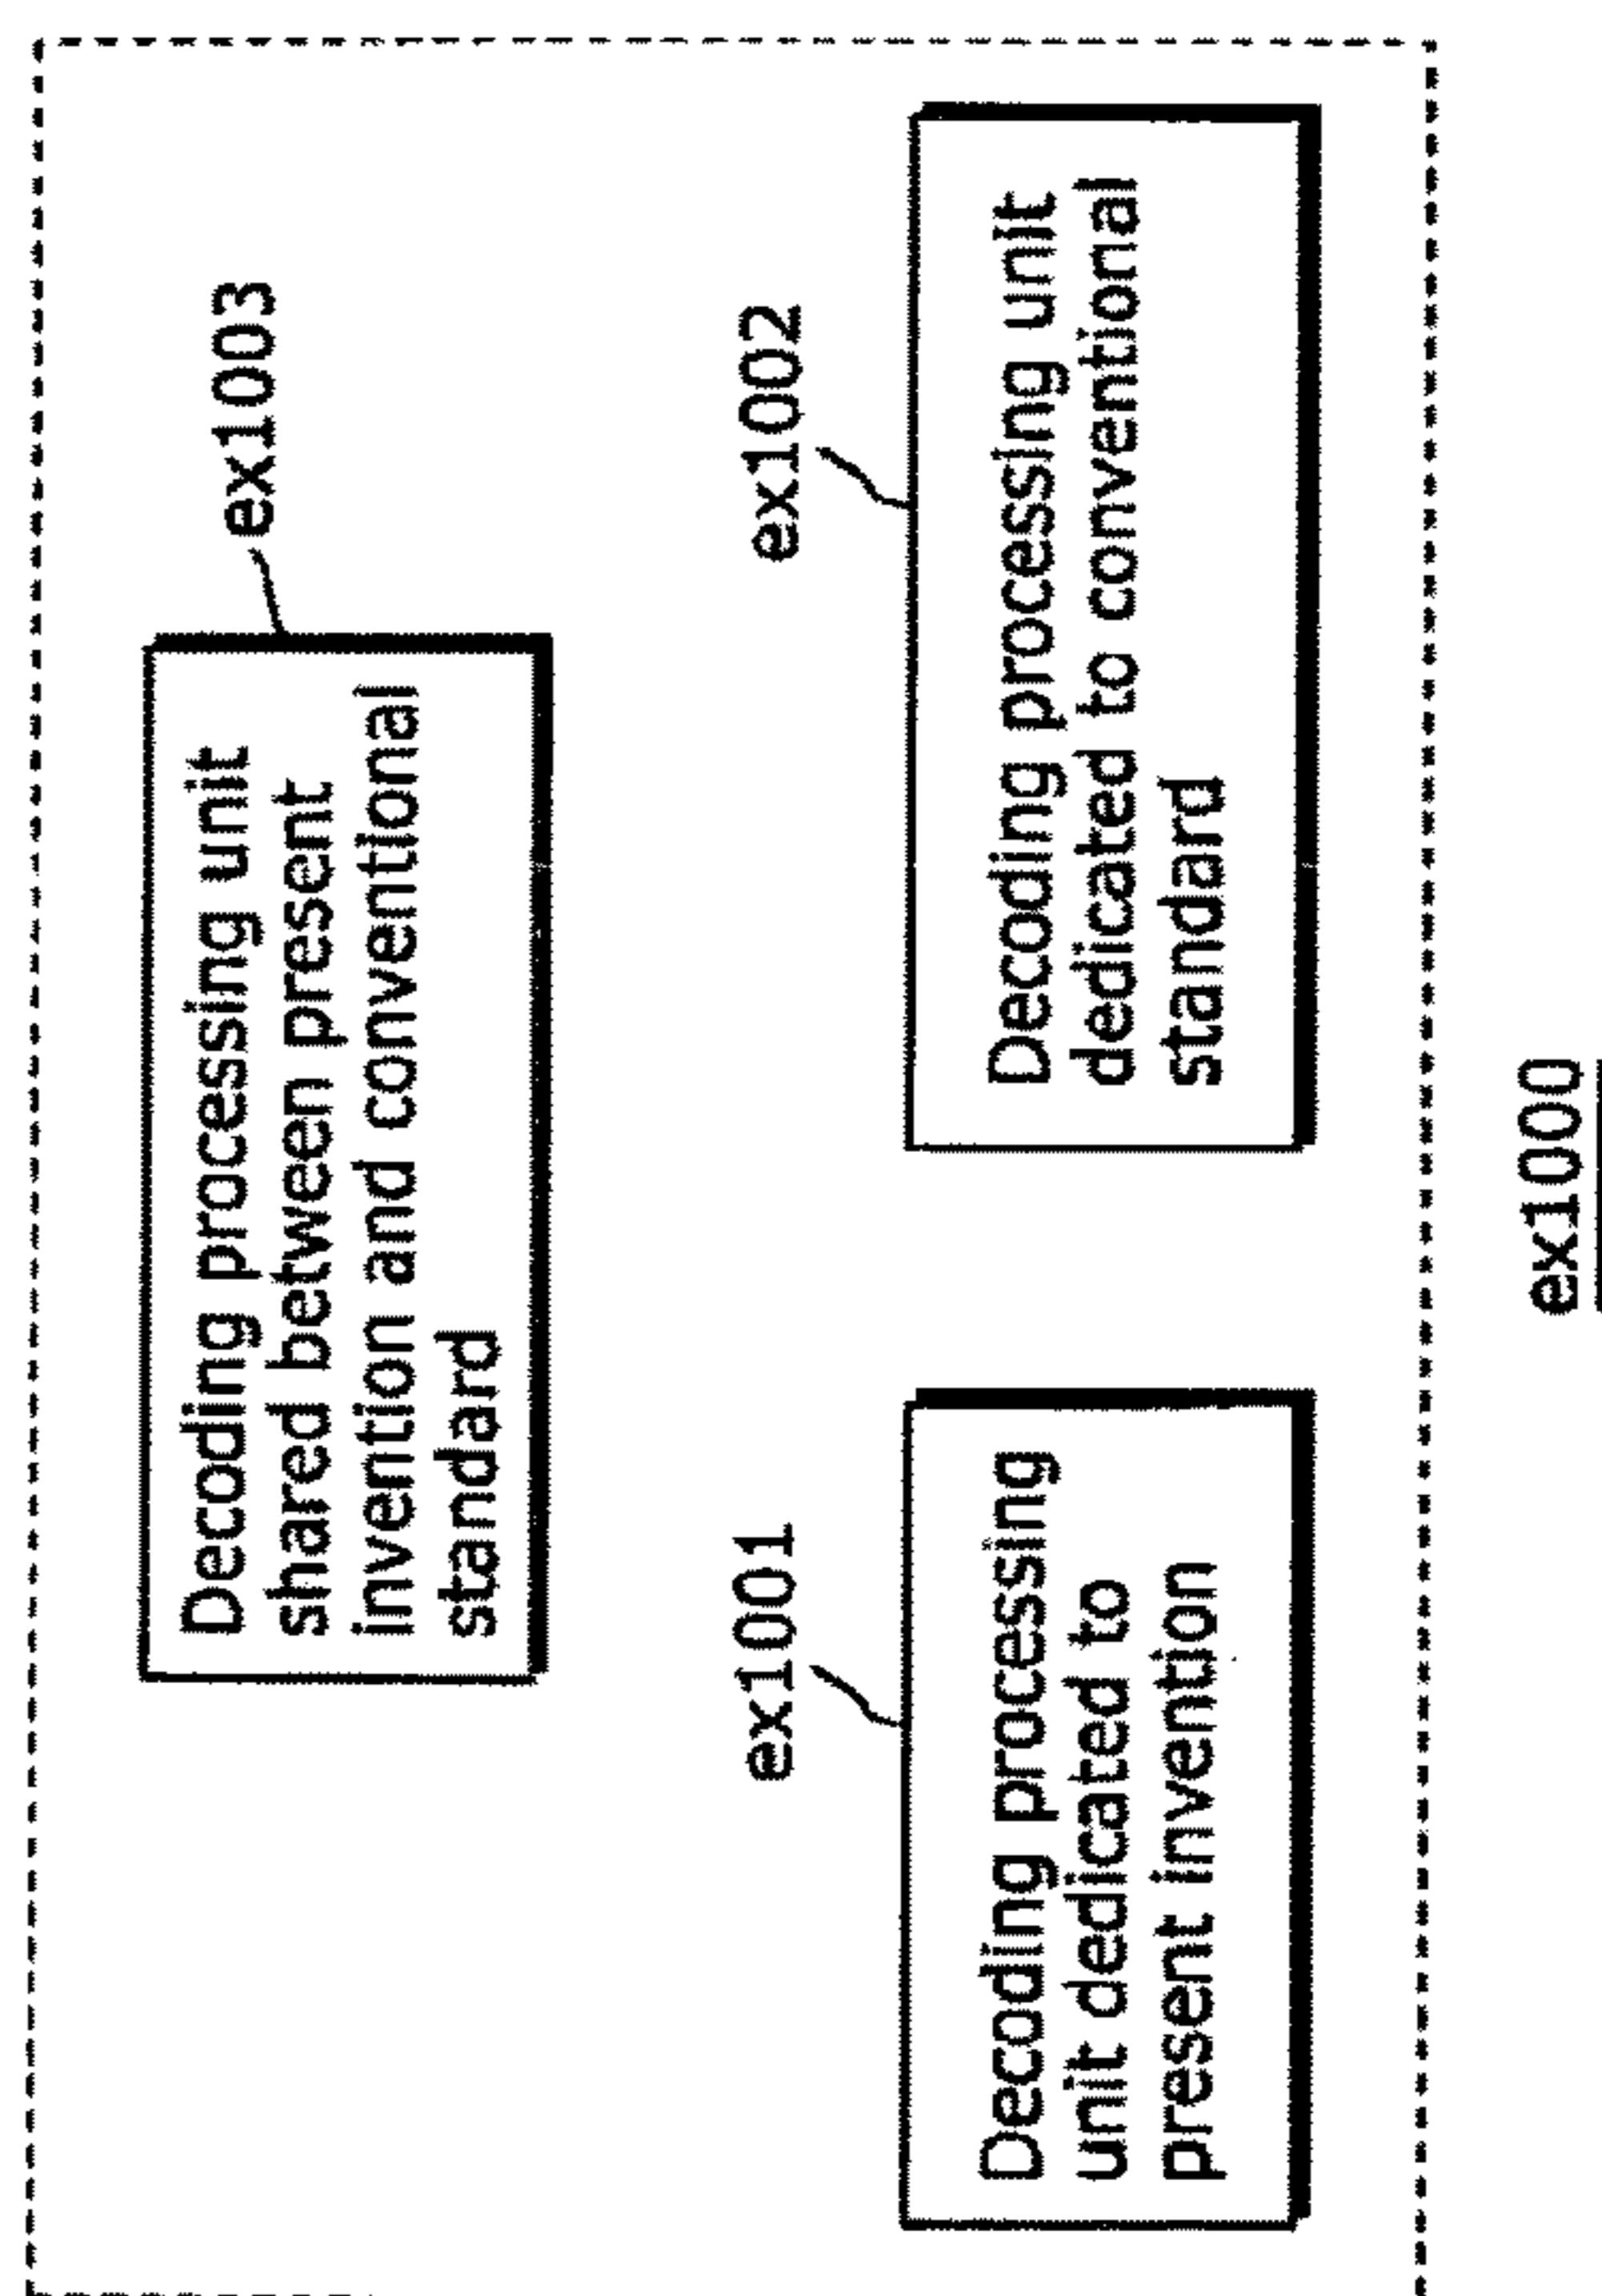 ex1003
Decoding processing unit
shared between present
invention and conventional
standard
ex1001
ex1002
Decoding processing
unit dedicated to
present invention
Decoding processing unit
dedicated to conventional
standard
ex1000